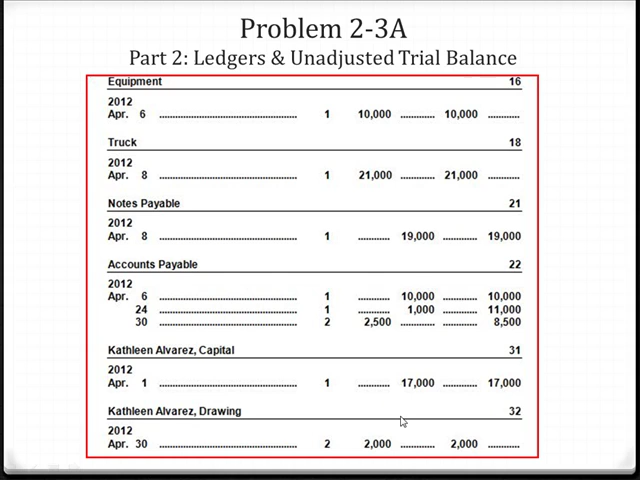 Problem 2-3A
Part 2: Ledgers & Unadjusted Trial Balance
Equipment 16
2012
Apr. 6 .................................................. 1 10,000 ............ 10,000 ............
Truck 18
2012
Apr. 8 .................................................. 1 21,000 ............ 21,000 ............
Notes Payable 21
2012
Apr. 8 .................................................. 1 ............ 19,000 ............ 19,000
Accounts Payable 22
2012
Apr. 6 .................................................. 1 ............ 10,000 ............ 10,000
24 .................................................. 1 ............ 1,000 ............ 11,000
30 .................................................. 2 2,500 ............ ............ 8,500
Kathleen Alvarez, Capital 31
2012
Apr. 1 .................................................. 1 ............ 17,000 ............ 17,000
Kathleen Alvarez, Drawing 32
2012
Apr. 30 .................................................. 2 2,000 ............ 2,000 ............